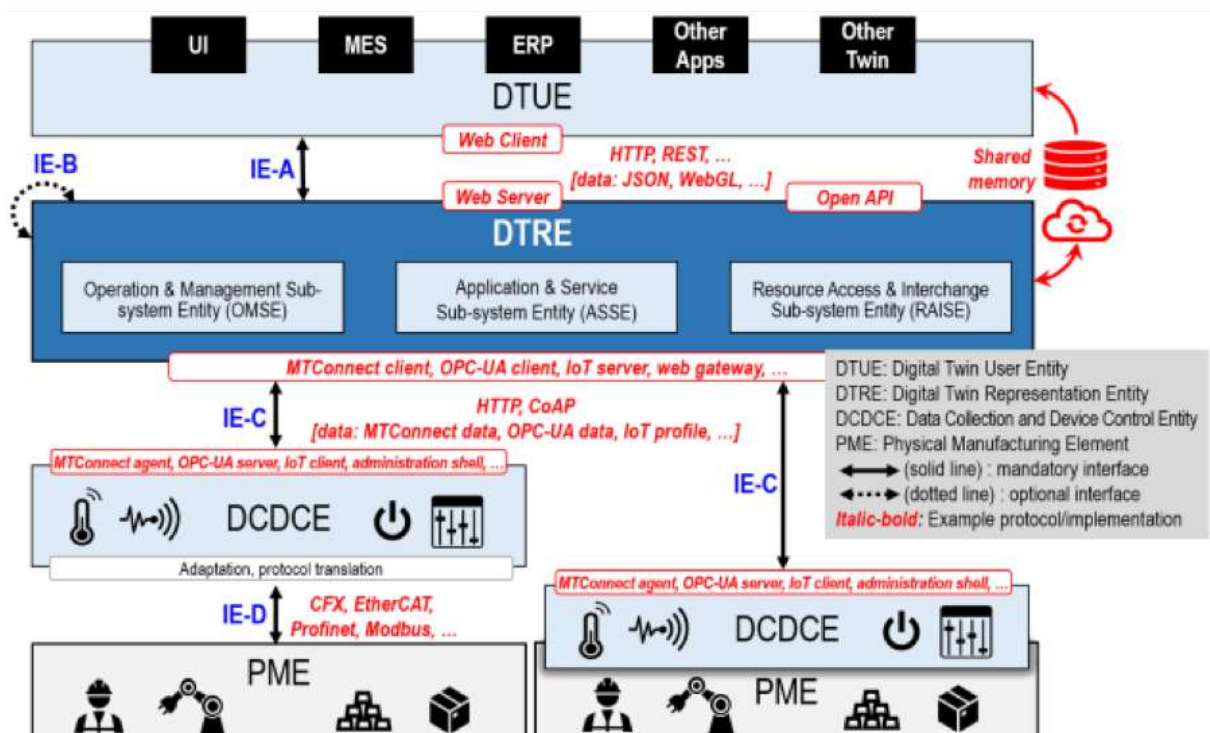 UI
MES
ERP
Other
Apps
Other
Twin
DTUE
Web Client
IE-B
IE-A
HTTP, REST, …
[data: JSON, WebGL, …]
Shared
memory
Web Server
Open API
DTRE
Operation & Management Sub-
system Entity (OMSE)
Application & Service
Sub-system Entity (ASSE)
Resource Access & Interchange
Sub-system Entity (RAISE)
MTConnect client, OPC-UA client, IoT server, web gateway, …
DTUE: Digital Twin User Entity
DTRE: Digital Twin Representation Entity
DCDCE: Data Collection and Device Control Entity
PME: Physical Manufacturing Element
(solid line) : mandatory interface
(dotted line) : optional interface
Italic-bold: Example protocol/implementation
IE-C
HTTP, CoAP
[data: MTConnect data, OPC-UA data, IoT profile, …]
MTConnect agent, OPC-UA server, IoT client, administration shell, …
DCDCE
Adaptation, protocol translation
IE-C
IE-D
CFX, EtherCAT,
Profinet, Modbus, …
PME
MTConnect agent, OPC-UA server, IoT client, administration shell, …
DCDCE
PME